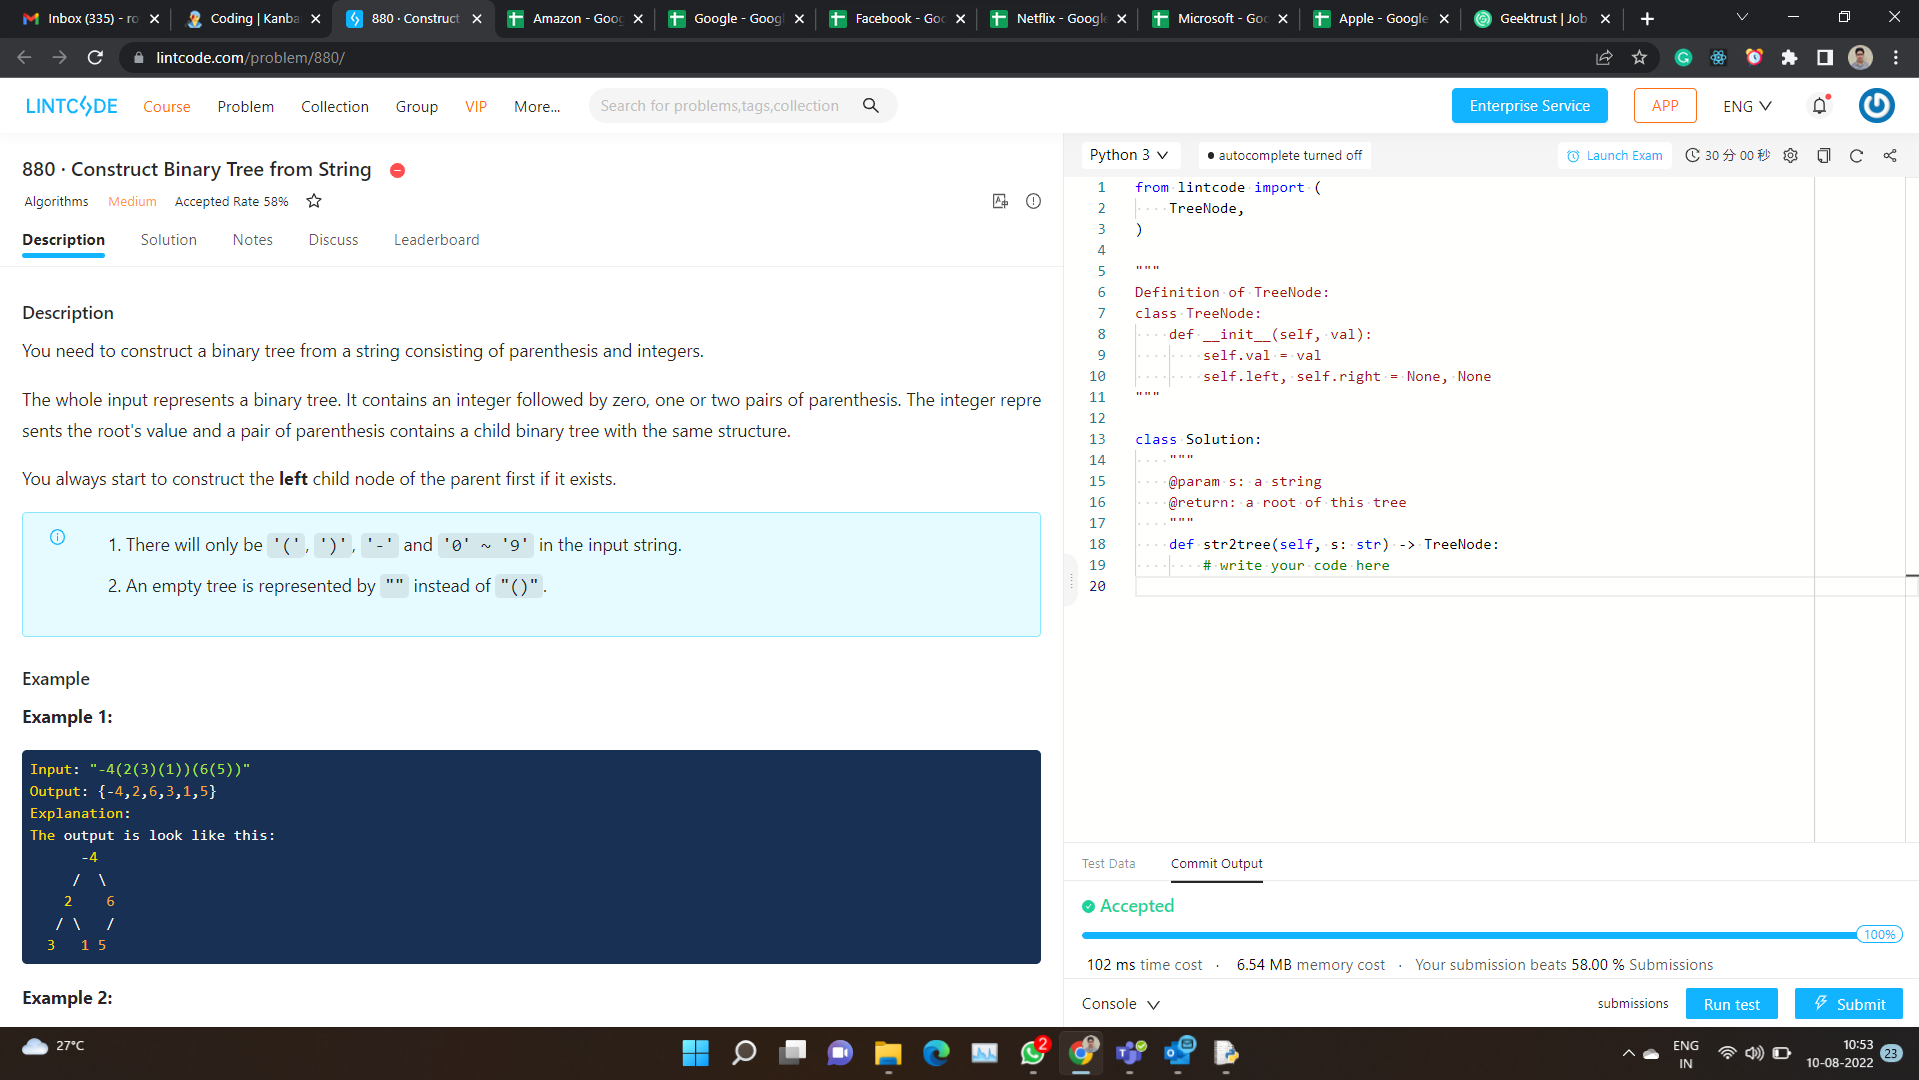 Inbox (335) - ro
Coding | Kanba
880 · Construct
Amazon - Goog
Google - Googl
Facebook - Goo
Netflix - Google
Microsoft - Goo
Apple - Google
Geektrust | Job
lintcode.com/problem/880/
LINTCODE
Course
Problem
Collection
Group
VIP
More...
Search for problems,tags,collection
Enterprise Service
APP
ENG
880 · Construct Binary Tree from String
Algorithms Medium Accepted Rate 58%
Description Solution Notes Discuss Leaderboard
Description
You need to construct a binary tree from a string consisting of parenthesis and integers.
The whole input represents a binary tree. It contains an integer followed by zero, one or two pairs of parenthesis. The integer repre
sents the root's value and a pair of parenthesis contains a child binary tree with the same structure.
You always start to construct the left child node of the parent first if it exists.
1. There will only be '(', ')', '-' and '0' ~ '9' in the input string.
2. An empty tree is represented by "" instead of "()".
Example
Example 1:
Input: "-4(2(3)(1))(6(5))"
Output: {-4,2,6,3,1,5}
Explanation:
The output is look like this:
-4
/ \
2 6
/ \ /
3 1 5
Example 2:
Python 3
autocomplete turned off
Launch Exam
30 分 00 秒
1 from lintcode import (
2 TreeNode,
3 )
4
5 """
6 Definition of TreeNode:
7 class TreeNode:
8 def __init__(self, val):
9 self.val = val
10 self.left, self.right = None, None
11 """
12
13 class Solution:
14 """
15 @param s: a string
16 @return: a root of this tree
17 """
18 def str2tree(self, s: str) -> TreeNode:
19 # write your code here
20
Test Data Commit Output
Accepted
100%
102 ms time cost · 6.54 MB memory cost · Your submission beats 58.00 % Submissions
Console
submissions
Run test
Submit
27°C
2
ENG
IN
10:53
10-08-2022
23